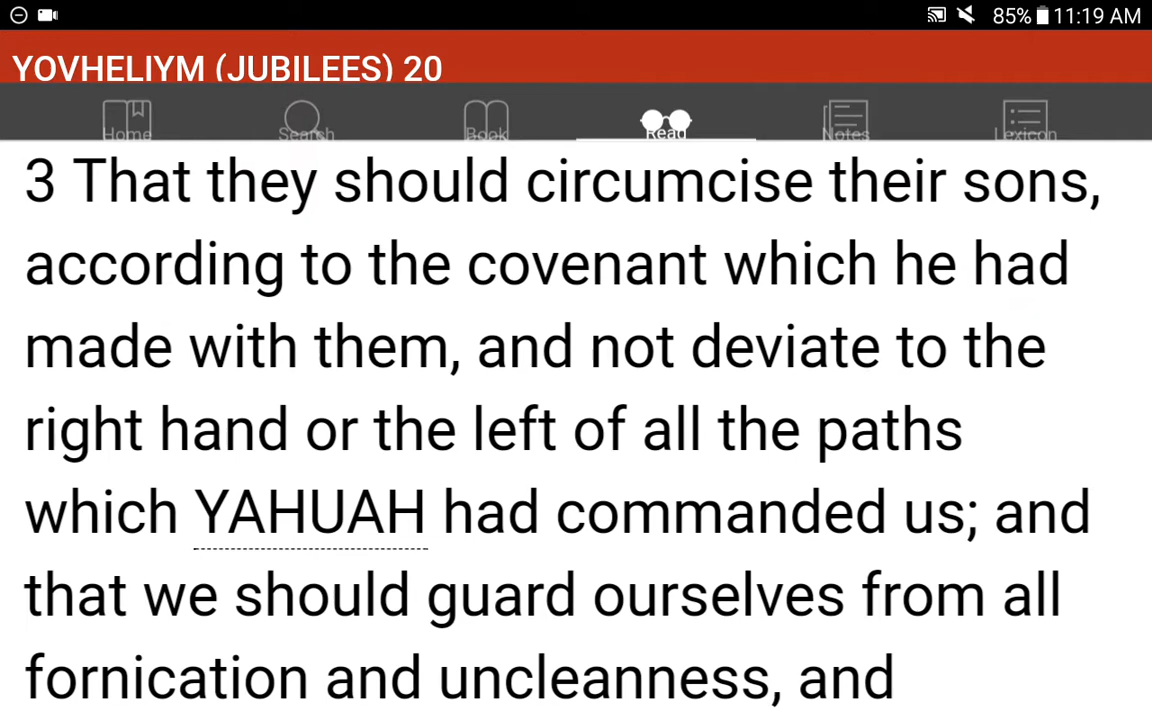 85% 11:19 AM
YOVHELIYM (JUBILEES) 20
Home Search Book Read Notes Lexicon
3 That they should circumcise their sons,
according to the covenant which he had
made with them, and not deviate to the
right hand or the left of all the paths
which YAHUAH had commanded us; and
that we should guard ourselves from all
fornication and uncleanness, and